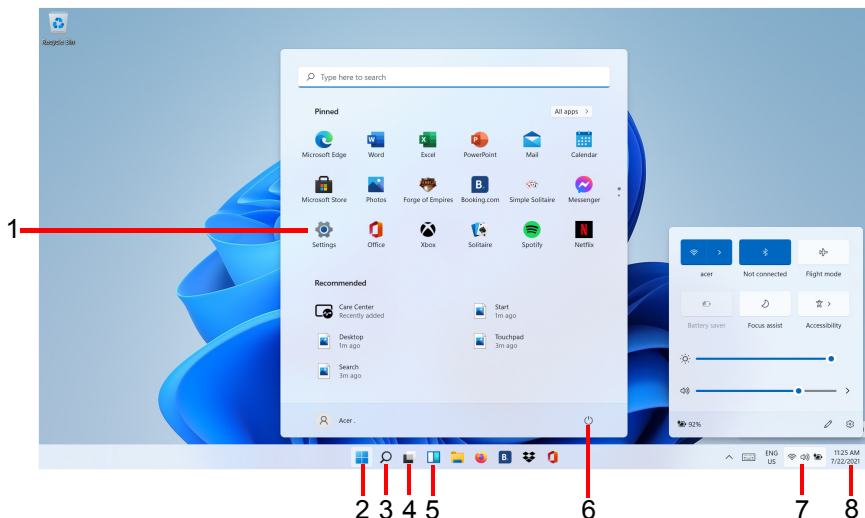 Recycle Bin
Type here to search
Pinned
All apps >
Microsoft Edge
Word
Excel
PowerPoint
Mail
Calendar
Microsoft Store
Photos
Forge of Empires
Booking.com
Simple Solitaire
Messenger
1
Settings
Office
Xbox
Solitaire
Spotify
Netflix
Recommended
Care Center
Recently added
Start
1m ago
Desktop
1m ago
Touchpad
3m ago
Search
3m ago
Acer .
acer
Not connected
Flight mode
Battery saver
Focus assist
Accessibility
92%
ENG
US
11:25 AM
7/22/2021
2 3 4 5 6 7 8